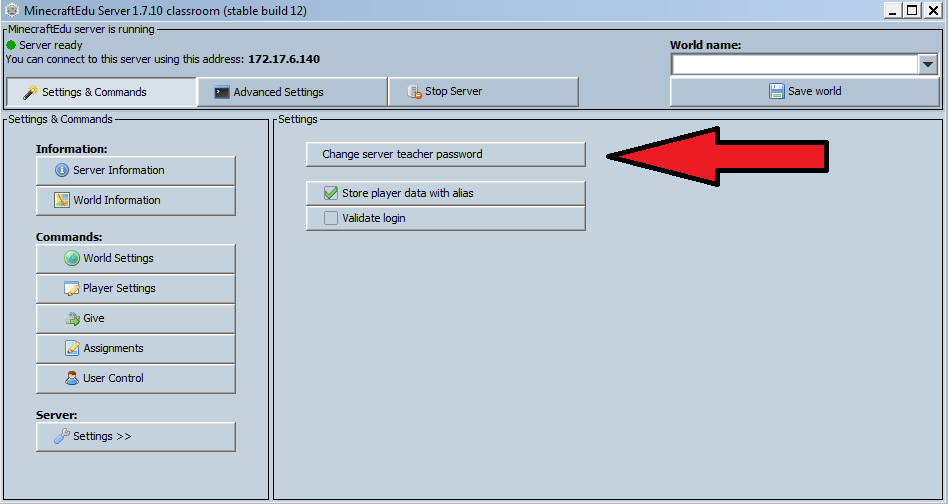 MinecraftEdu Server 1.7.10 classroom (stable build 12)
MinecraftEdu server is running
Server ready
You can connect to this server using this address: 172.17.6.140
World name:
Settings & Commands
Advanced Settings
Stop Server
Save world
Settings & Commands
Information:
Server Information
World Information
Commands:
World Settings
Player Settings
Give
Assignments
User Control
Server:
Settings >>
Settings
Change server teacher password
Store player data with alias
Validate login